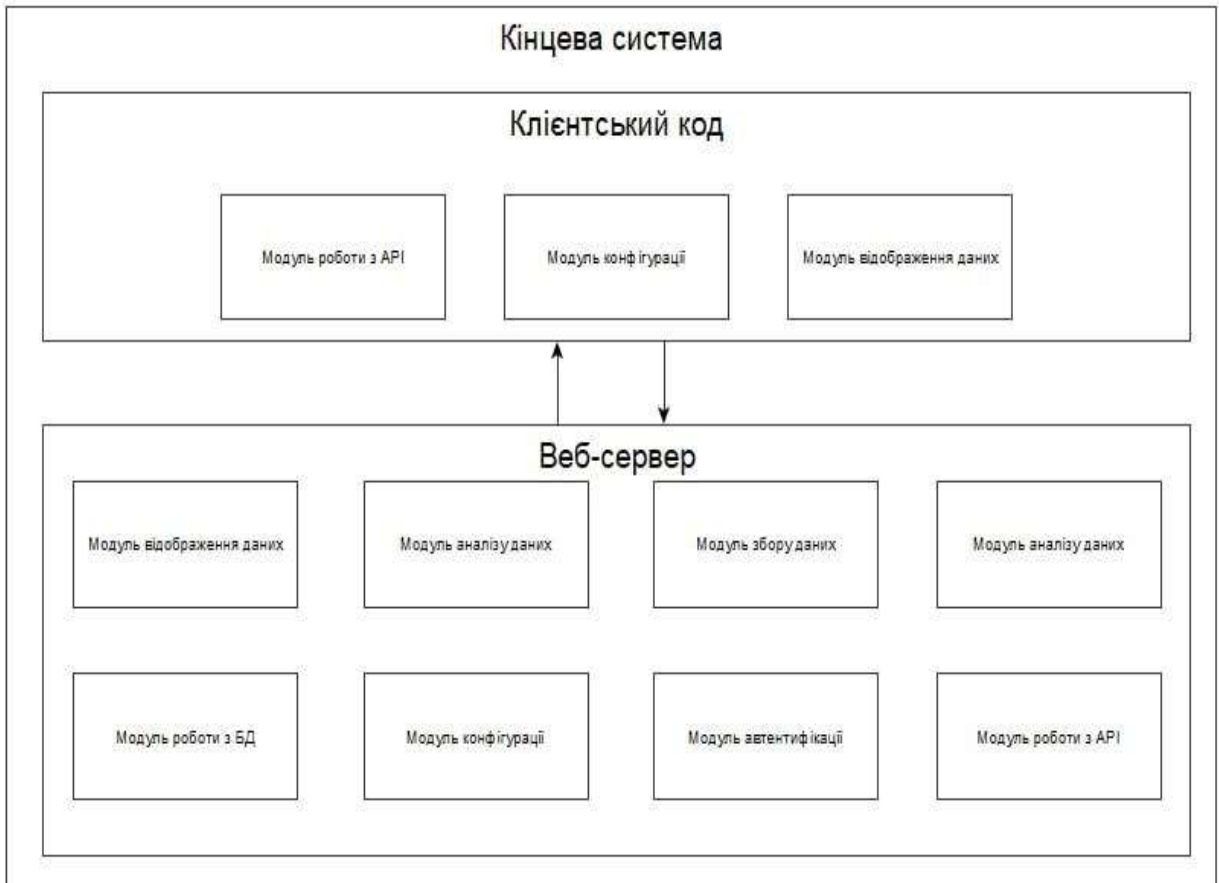 Кінцева система
Клієнтський код
Модуль роботи з API
Модуль конфігурації
Модуль відображення даних
Веб-сервер
Модуль відображення даних
Модуль аналізу даних
Модуль збору даних
Модуль аналізу даних
Модуль роботи з БД
Модуль конфігурації
Модуль автентифікації
Модуль роботи з API